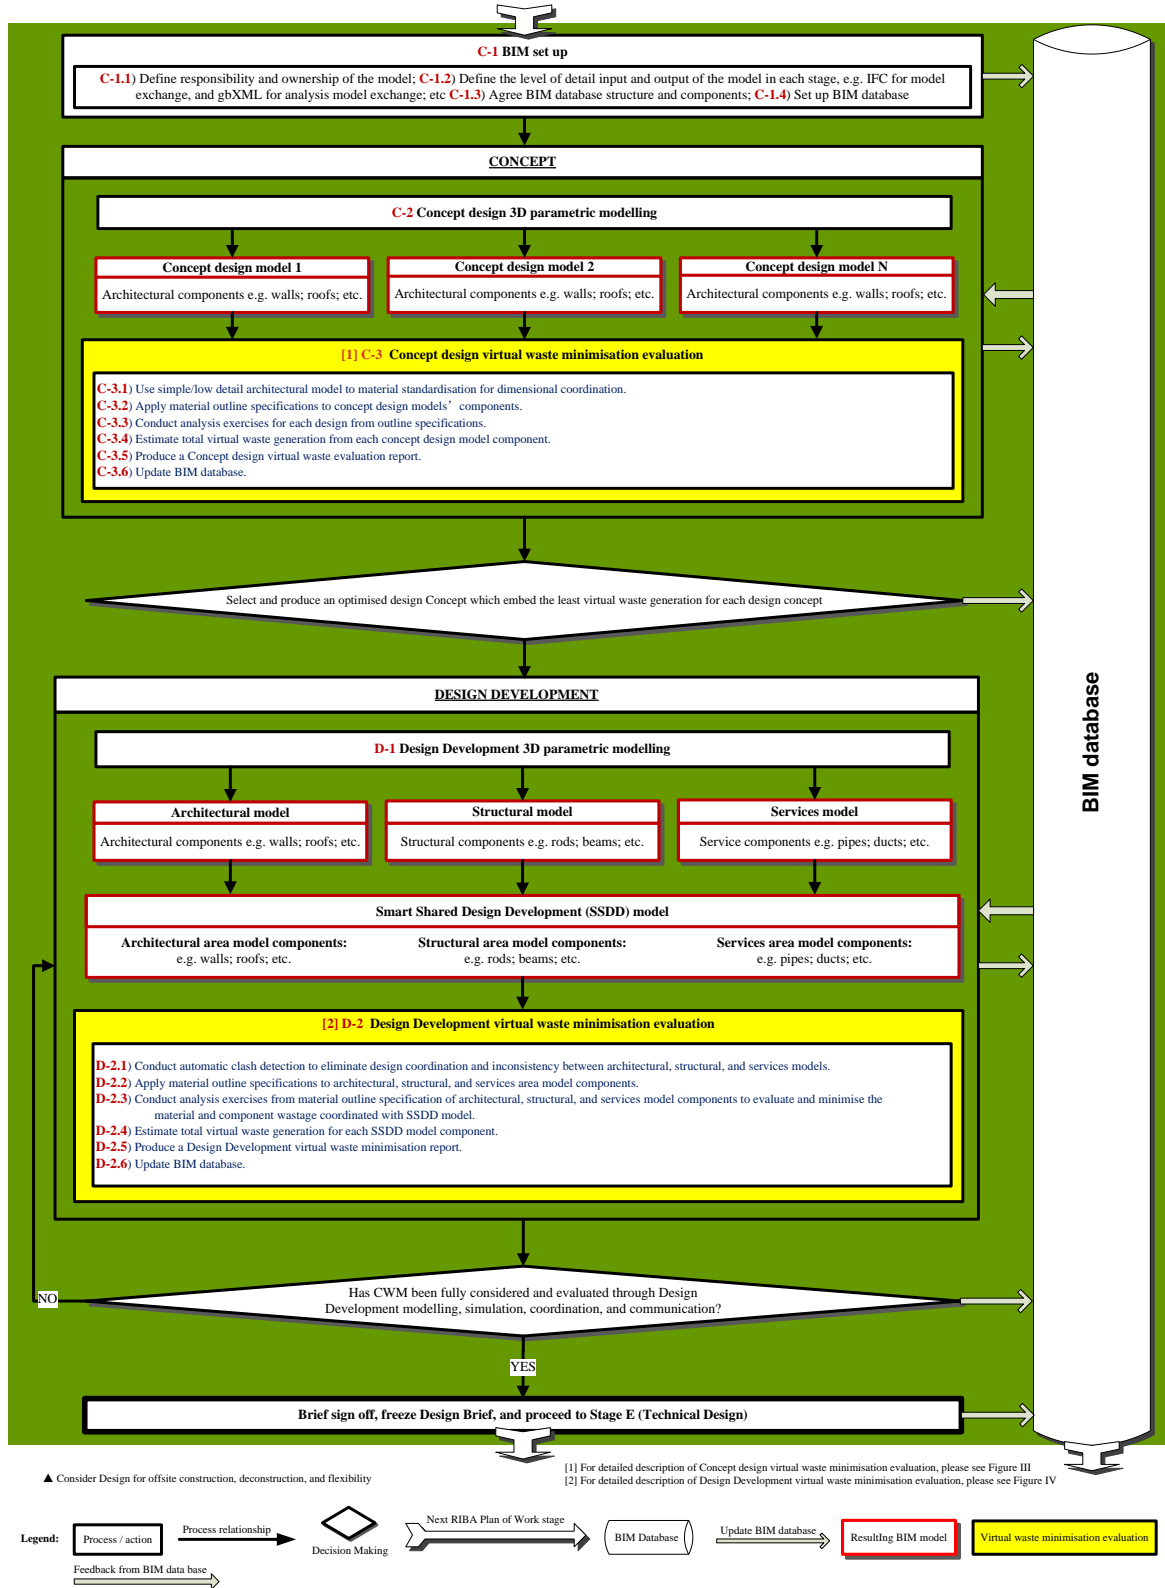 C-1 BIM set up
C-1.1) Define responsibility and ownership of the model; C-1.2) Define the level of detail input and output of the model in each stage, e.g. IFC for model
exchange, and gbXML for analysis model exchange; etc C-1.3) Agree BIM database structure and components; C-1.4) Set up BIM database
CONCEPT
C-2 Concept design 3D parametric modelling
Concept design model 1
Architectural components e.g. walls; roofs; etc.
Concept design model 2
Architectural components e.g. walls; roofs; etc.
Concept design model N
Architectural components e.g. walls; roofs; etc.
[1] C-3 Concept design virtual waste minimisation evaluation
C-3.1) Use simple/low detail architectural model to material standardisation for dimensional coordination.
C-3.2) Apply material outline specifications to concept design models' components.
C-3.3) Conduct analysis exercises for each design from outline specifications.
C-3.4) Estimate total virtual waste generation from each concept design model component.
C-3.5) Produce a Concept design virtual waste evaluation report.
C-3.6) Update BIM database.
Select and produce an optimised design Concept which embed the least virtual waste generation for each design concept
DESIGN DEVELOPMENT
D-1 Design Development 3D parametric modelling
Architectural model
Architectural components e.g. walls; roofs; etc.
Structural model
Structural components e.g. rods; beams; etc.
Services model
Service components e.g. pipes; ducts; etc.
Smart Shared Design Development (SSDD) model
Architectural area model components:
e.g. walls; roofs; etc.
Structural area model components:
e.g. rods; beams; etc.
Services area model components:
e.g. pipes; ducts; etc.
[2] D-2 Design Development virtual waste minimisation evaluation
D-2.1) Conduct automatic clash detection to eliminate design coordination and inconsistency between architectural, structural, and services models.
D-2.2) Apply material outline specifications to architectural, structural, and services area model components.
D-2.3) Conduct analysis exercises from material outline specification of architectural, structural, and services model components to evaluate and minimise the
material and component wastage coordinated with SSDD model.
D-2.4) Estimate total virtual waste generation for each SSDD model component.
D-2.5) Produce a Design Development virtual waste minimisation report.
D-2.6) Update BIM database.
Has CWM been fully considered and evaluated through Design
Development modelling, simulation, coordination, and communication?
NO
YES
Brief sign off, freeze Design Brief, and proceed to Stage E (Technical Design)
BIM database
▲ Consider Design for offsite construction, deconstruction, and flexibility
[1] For detailed description of Concept design virtual waste minimisation evaluation, please see Figure III
[2] For detailed description of Design Development virtual waste minimisation evaluation, please see Figure IV
Legend:
Process / action
Process relationship
Decision Making
Next RIBA Plan of Work stage
BIM Database
Update BIM database
ResultIng BIM model
Virtual waste minimisation evaluation
Feedback from BIM data base